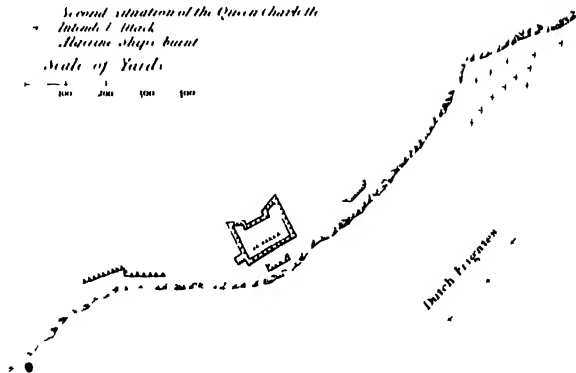 Second situation of the Queen Charlotte
Intended Attack
Algerine Ships burnt
Scale of Yards
100 200 300 400
Dutch Frigates